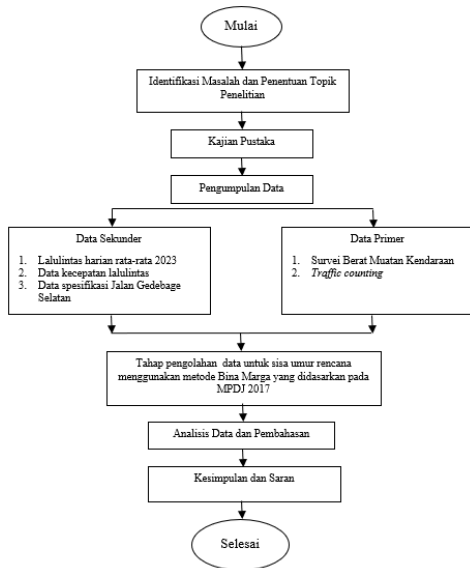 Mulai
Identifikasi Masalah dan Penentuan Topik
Penelitian
Kajian Pustaka
Pengumpulan Data
Data Sekunder
1. Lalulintas harian rata-rata 2023
2. Data kecepatan lalulintas
3. Data spesifikasi Jalan Gedebage
Selatan
Data Primer
1. Survei Berat Muatan Kendaraan
2. Traffic counting
Tahap pengolahan data untuk sisa umur rencana
menggunakan metode Bina Marga yang didasarkan pada
MPDJ 2017
Analisis Data dan Pembahasan
Kesimpulan dan Saran
Selesai